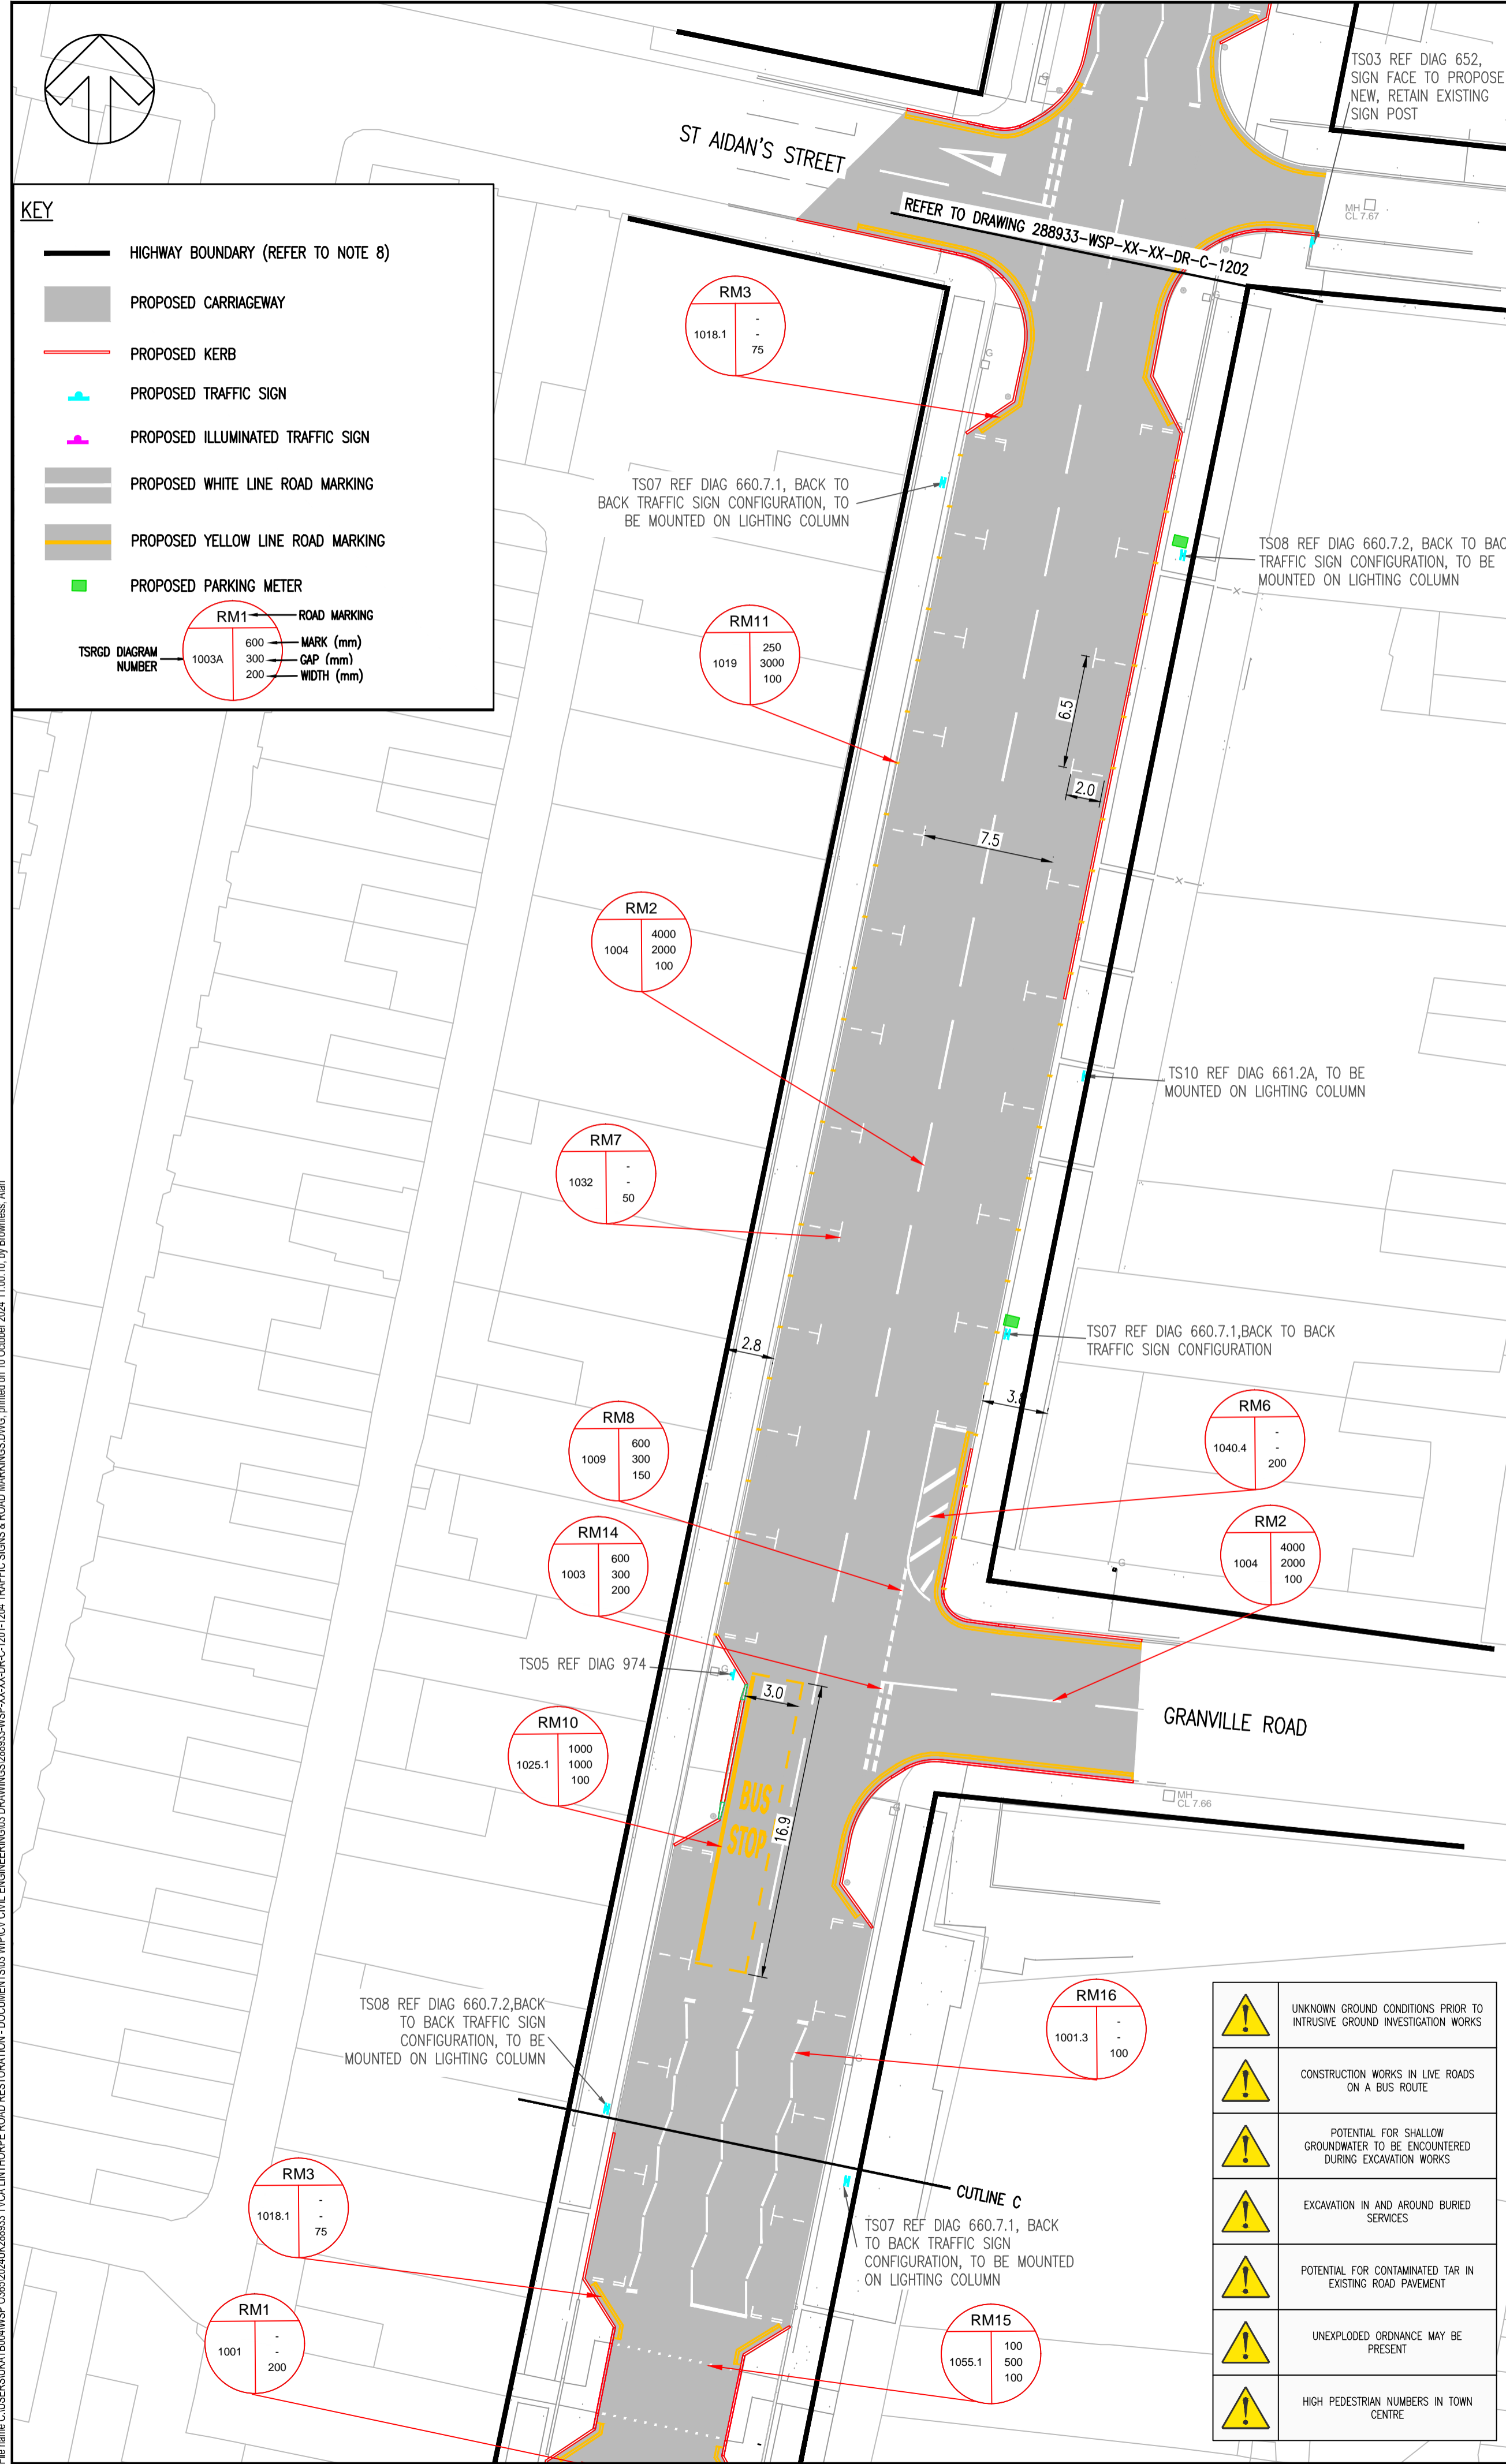 TS03 REF DIAG 652,
SIGN FACE TO PROPOSE
NEW, RETAIN EXISTING
SIGN POST
ST AIDAN'S STREET
REFER TO DRAWING 288933-WSP-XX-XX-DR-C-1202
MH
CL 7.67
G
G
G
KEY
HIGHWAY BOUNDARY (REFER TO NOTE 8)
PROPOSED CARRIAGEWAY
PROPOSED KERB
PROPOSED TRAFFIC SIGN
PROPOSED ILLUMINATED TRAFFIC SIGN
PROPOSED WHITE LINE ROAD MARKING
PROPOSED YELLOW LINE ROAD MARKING
PROPOSED PARKING METER
RM1
ROAD MARKING
TSRGD DIAGRAM
NUMBER
1003A
600
300
200
MARK (mm)
GAP (mm)
WIDTH (mm)
RM3
1018.1
-
-
75
TS07 REF DIAG 660.7.1, BACK TO
BACK TRAFFIC SIGN CONFIGURATION, TO
BE MOUNTED ON LIGHTING COLUMN
TS08 REF DIAG 660.7.2, BACK TO BAC
TRAFFIC SIGN CONFIGURATION, TO BE
MOUNTED ON LIGHTING COLUMN
RM11
1019
250
3000
100
6.5
2.0
7.5
RM2
1004
4000
2000
100
TS10 REF DIAG 661.2A, TO BE
MOUNTED ON LIGHTING COLUMN
RM7
1032
-
-
50
TS07 REF DIAG 660.7.1,BACK TO BACK
TRAFFIC SIGN CONFIGURATION
2.8
3.8
RM8
1009
600
300
150
RM6
1040.4
-
-
200
RM14
1003
600
300
200
RM2
1004
4000
2000
100
G
TS05 REF DIAG 974
G
3.0
GRANVILLE ROAD
RM10
1025.1
1000
1000
100
BUS
STOP
16.9
MH
CL 7.66
G
TS08 REF DIAG 660.7.2,BACK
TO BACK TRAFFIC SIGN
CONFIGURATION, TO BE
MOUNTED ON LIGHTING COLUMN
RM16
1001.3
-
-
100
G
CUTLINE C
RM3
1018.1
-
-
75
TS07 REF DIAG 660.7.1, BACK
TO BACK TRAFFIC SIGN
CONFIGURATION, TO BE MOUNTED
ON LIGHTING COLUMN
RM1
1001
-
-
200
RM15
1055.1
100
500
100
UNKNOWN GROUND CONDITIONS PRIOR TO
INTRUSIVE GROUND INVESTIGATION WORKS
CONSTRUCTION WORKS IN LIVE ROADS
ON A BUS ROUTE
POTENTIAL FOR SHALLOW
GROUNDWATER TO BE ENCOUNTERED
DURING EXCAVATION WORKS
EXCAVATION IN AND AROUND BURIED
SERVICES
POTENTIAL FOR CONTAMINATED TAR IN
EXISTING ROAD PAVEMENT
UNEXPLODED ORDNANCE MAY BE
PRESENT
HIGH PEDESTRIAN NUMBERS IN TOWN
CENTRE